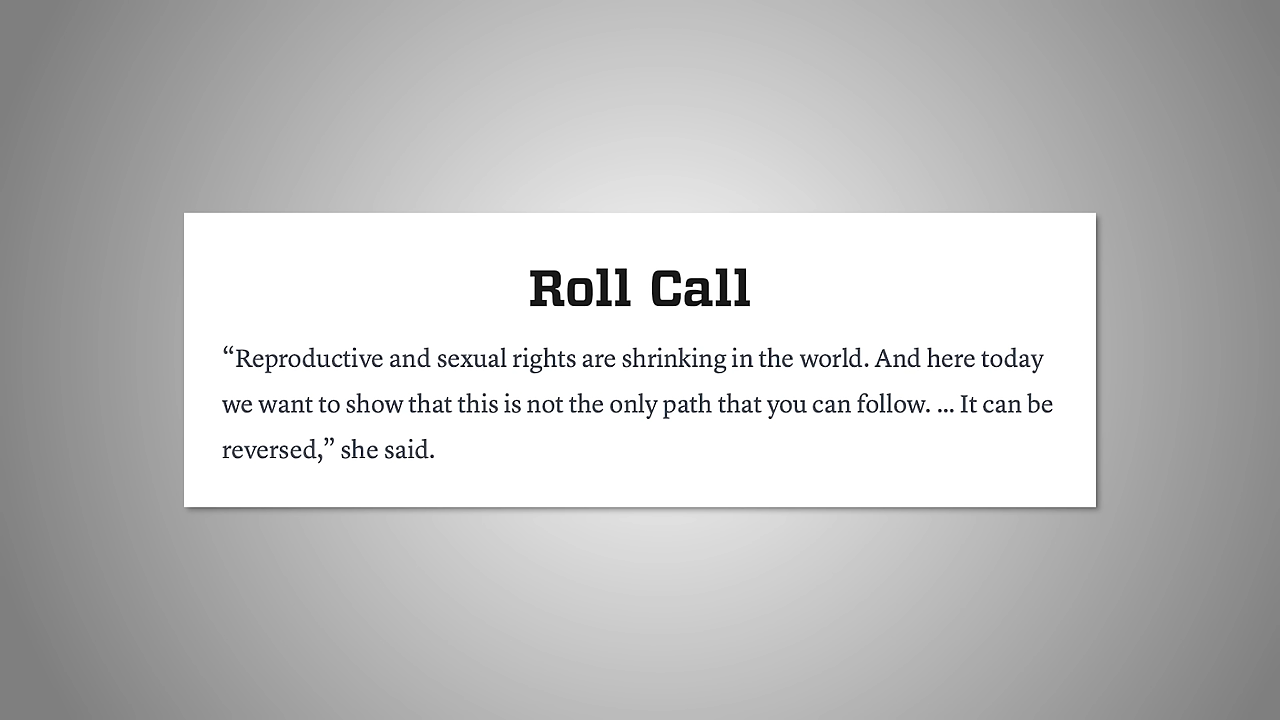 Roll Call
“Reproductive and sexual rights are shrinking in the world. And here today
we want to show that this is not the only path that you can follow. ... It can be
reversed,” she said.